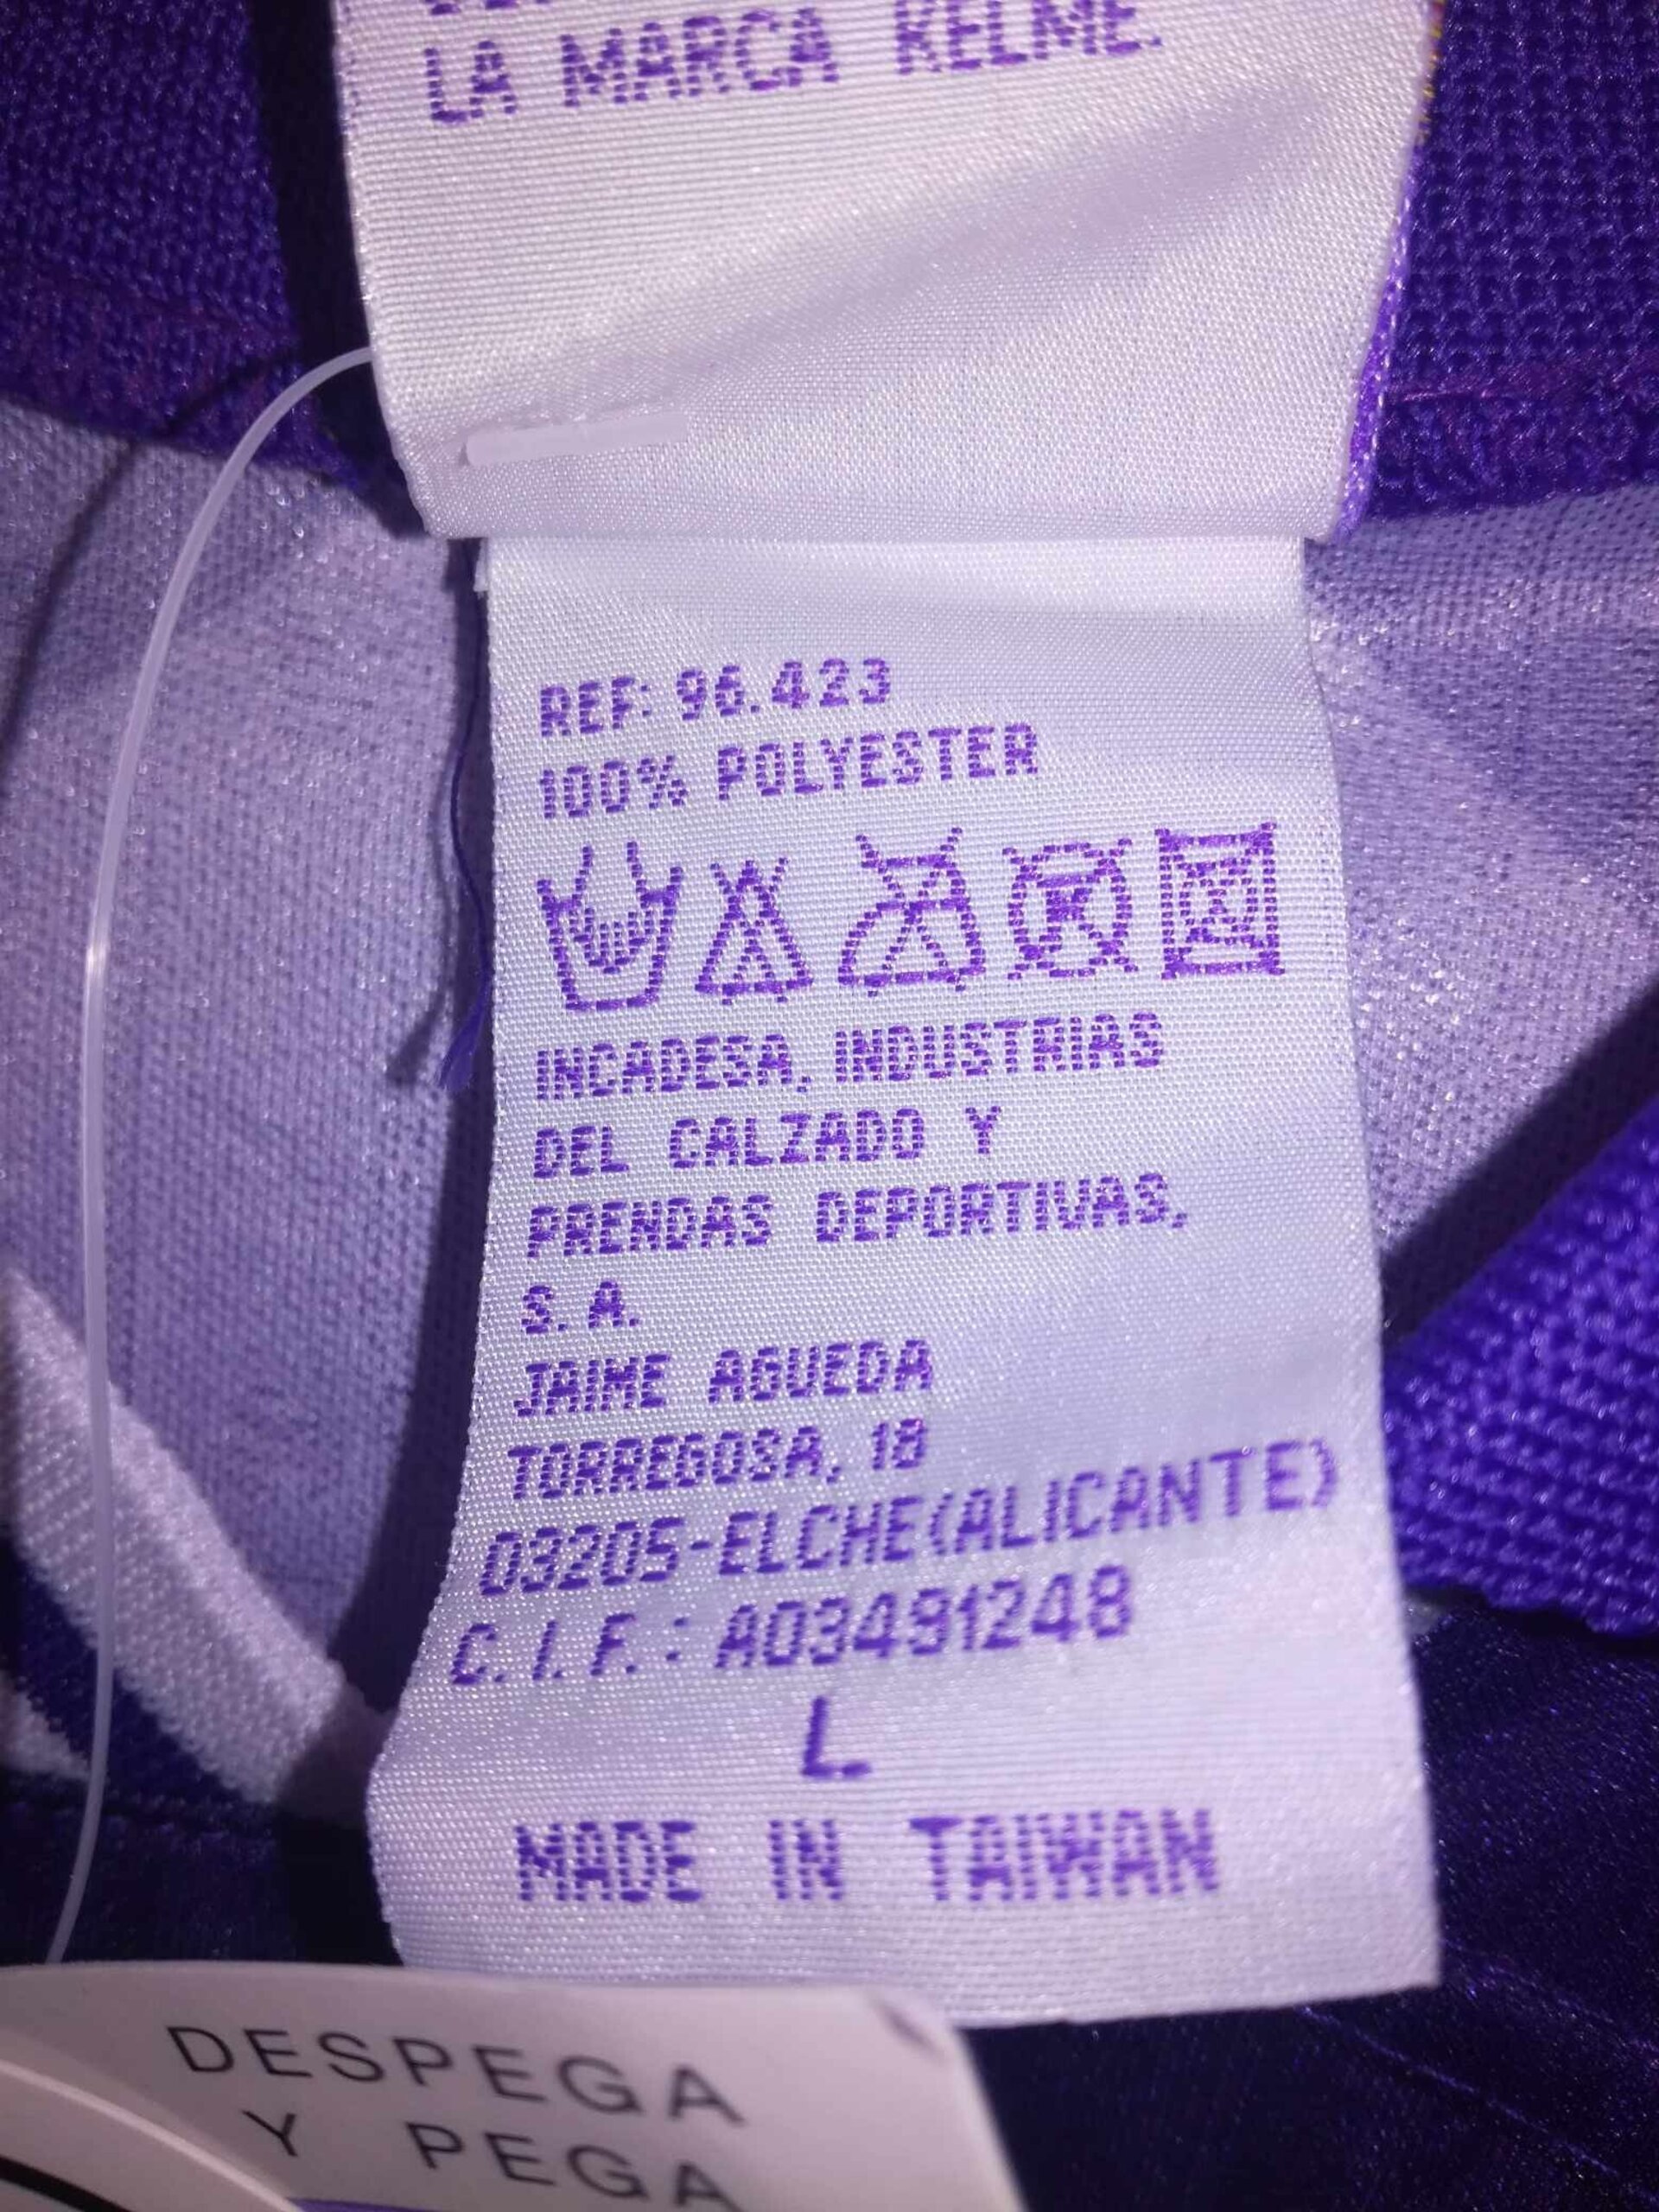 LA MARCA KELME.
REF: 96.423
100% POLYESTER
INCADESA, INDUSTRIAS
DEL CALZADO Y
PRENDAS DEPORTIVAS,
S.A.
JAIME AGUEDA
TORREGOSA, 18
03205-ELCHE(ALICANTE)
C.I.F.: A03491248
L
MADE IN TAIWAN
DESPEGA
Y PEGA